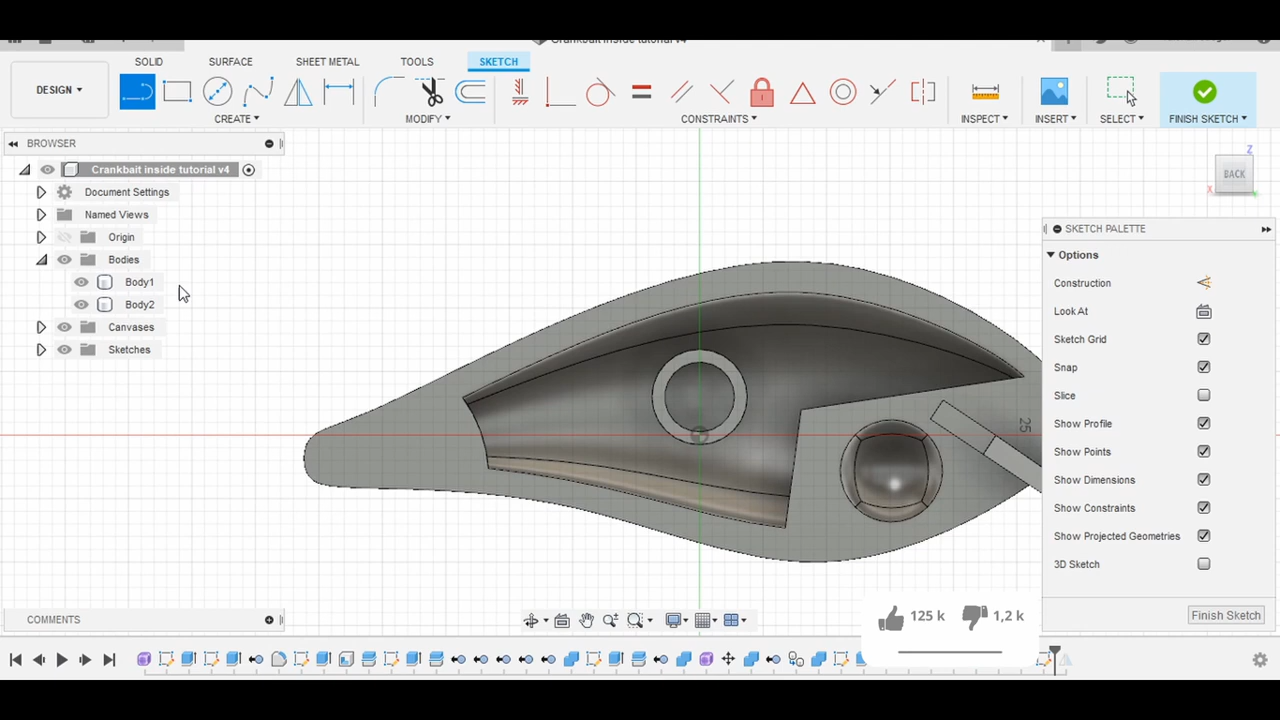 Crankbait inside tutorial v4
SOLID
SURFACE
SHEET METAL
TOOLS
SKETCH
DESIGN
CREATE
MODIFY
CONSTRAINTS
INSPECT
INSERT
SELECT
FINISH SKETCH
BROWSER
Crankbait inside tutorial v4
Document Settings
Named Views
Origin
Bodies
Body1
Body2
Canvases
Sketches
Z
BACK
X
25
SKETCH PALETTE
Options
Construction
Look At
Sketch Grid
Snap
Slice
Show Profile
Show Points
Show Dimensions
Show Constraints
Show Projected Geometries
3D Sketch
Finish Sketch
COMMENTS
125 k
1,2 k